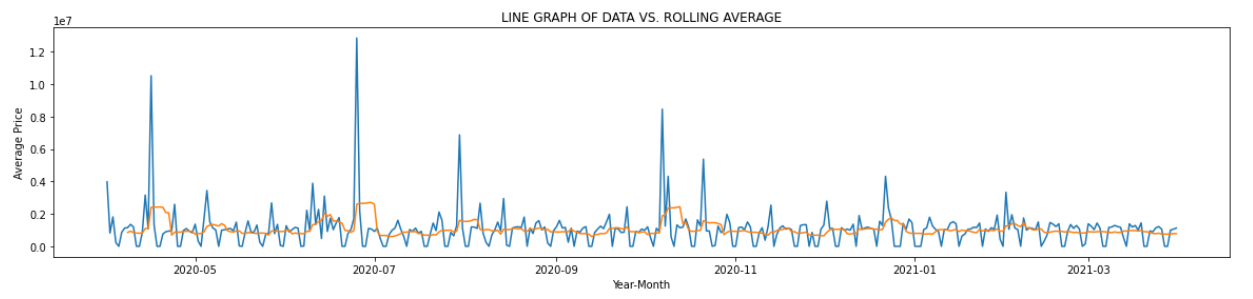 LINE GRAPH OF DATA VS. ROLLING AVERAGE
1e7
1.2
1.0
0.8
0.6
0.4
0.2
0.0
Average Price
2020-05 2020-07 2020-09 2020-11 2021-01 2021-03
Year-Month